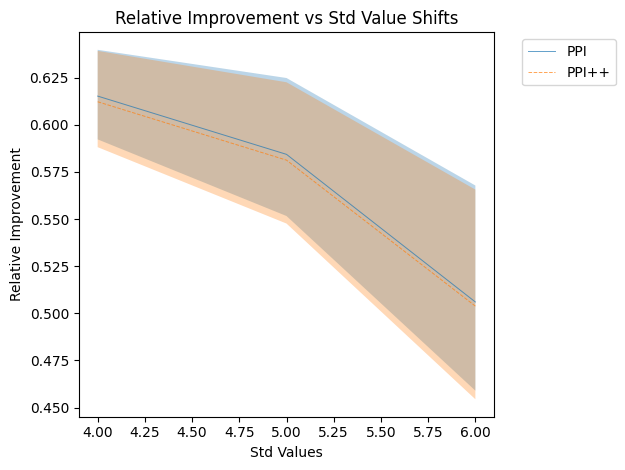 Relative Improvement vs Std Value Shifts
PPI
PPI++
Relative Improvement
0.625
0.600
0.575
0.550
0.525
0.500
0.475
0.450
4.00 4.25 4.50 4.75 5.00 5.25 5.50 5.75 6.00
Std Values